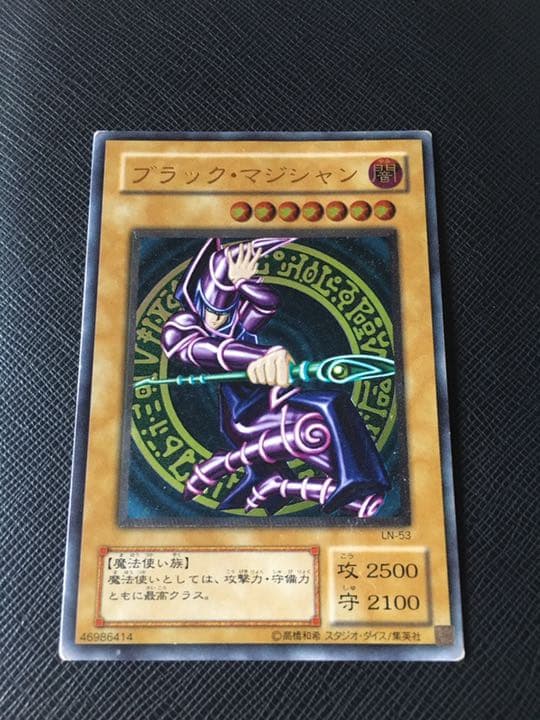 ブラック・マジシャン
闇
LN-53
【魔法使い族】
魔法使いとしては、攻撃力・守備力
ともに最高クラス。
攻 2500
守 2100
46986414
©高橋和希 スタジオ・ダイス/集英社